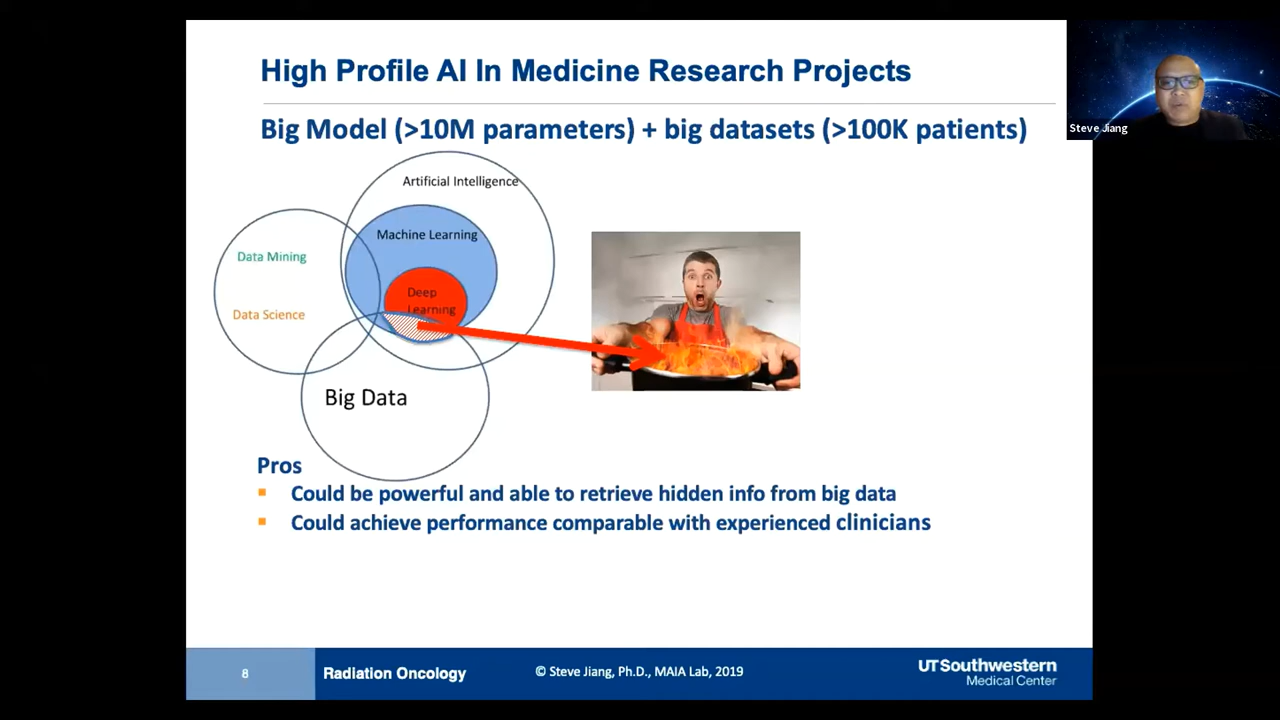 High Profile AI In Medicine Research Projects
Big Model (>10M parameters) + big datasets (>100K patients)
Steve Jiang
Artificial Intelligence
Machine Learning
Data Mining
Deep
Learning
Data Science
Big Data
Pros
▪ Could be powerful and able to retrieve hidden info from big data
▪ Could achieve performance comparable with experienced clinicians
8
Radiation Oncology
© Steve Jiang, Ph.D., MAIA Lab, 2019
UTSouthwestern
Medical Center